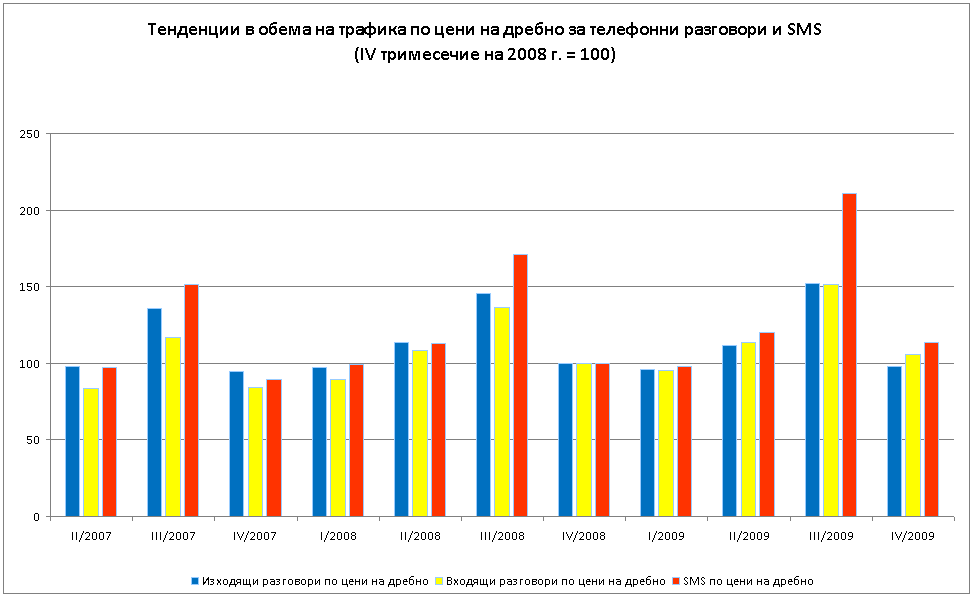 Тенденции в обема на трафика по цени на дребно за телефонни разговори и SMS
(IV тримесечие на 2008 г. = 100)
250
200
150
100
50
0
II/2007 III/2007 IV/2007 I/2008 II/2008 III/2008 IV/2008 I/2009 II/2009 III/2009 IV/2009
Изходящи разговори по цени на дребно Входящи разговори по цени на дребно SMS по цени на дребно